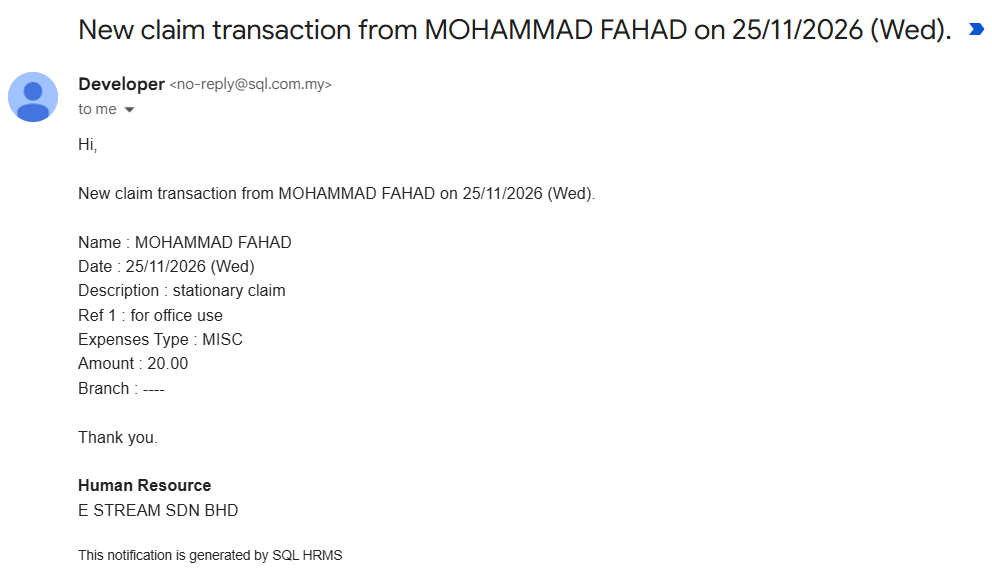 New claim transaction from MOHAMMAD FAHAD on 25/11/2026 (Wed).
Developer <no-reply@sql.com.my>
to me
Hi,
New claim transaction from MOHAMMAD FAHAD on 25/11/2026 (Wed).
Name : MOHAMMAD FAHAD
Date : 25/11/2026 (Wed)
Description : stationary claim
Ref 1 : for office use
Expenses Type : MISC
Amount : 20.00
Branch : ----
Thank you.
Human Resource
E STREAM SDN BHD
This notification is generated by SQL HRMS